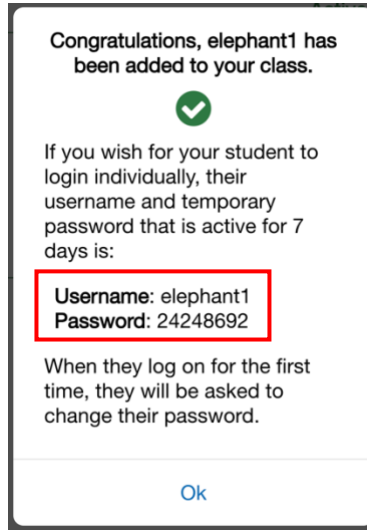 Congratulations, elephant1 has
been added to your class.
If you wish for your student to
login individually, their
username and temporary
password that is active for 7
days is:
Username: elephant1
Password: 24248692
When they log on for the first
time, they will be asked to
change their password.
Ok